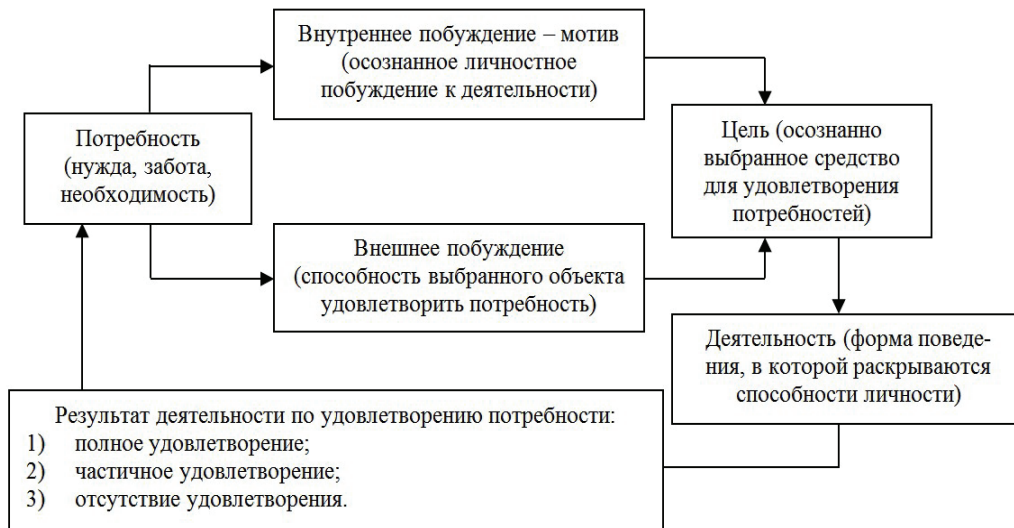 Внутреннее побуждение – мотив
(осознанное личностное
побуждение к деятельности)
Потребность
(нужда, забота,
необходимость)
Цель (осознанно
выбранное средство
для удовлетворения
потребностей)
Внешнее побуждение
(способность выбранного объекта
удовлетворить потребность)
Деятельность (форма поведе-
ния, в которой раскрываются
способности личности)
Результат деятельности по удовлетворению потребности:
1) полное удовлетворение;
2) частичное удовлетворение;
3) отсутствие удовлетворения.